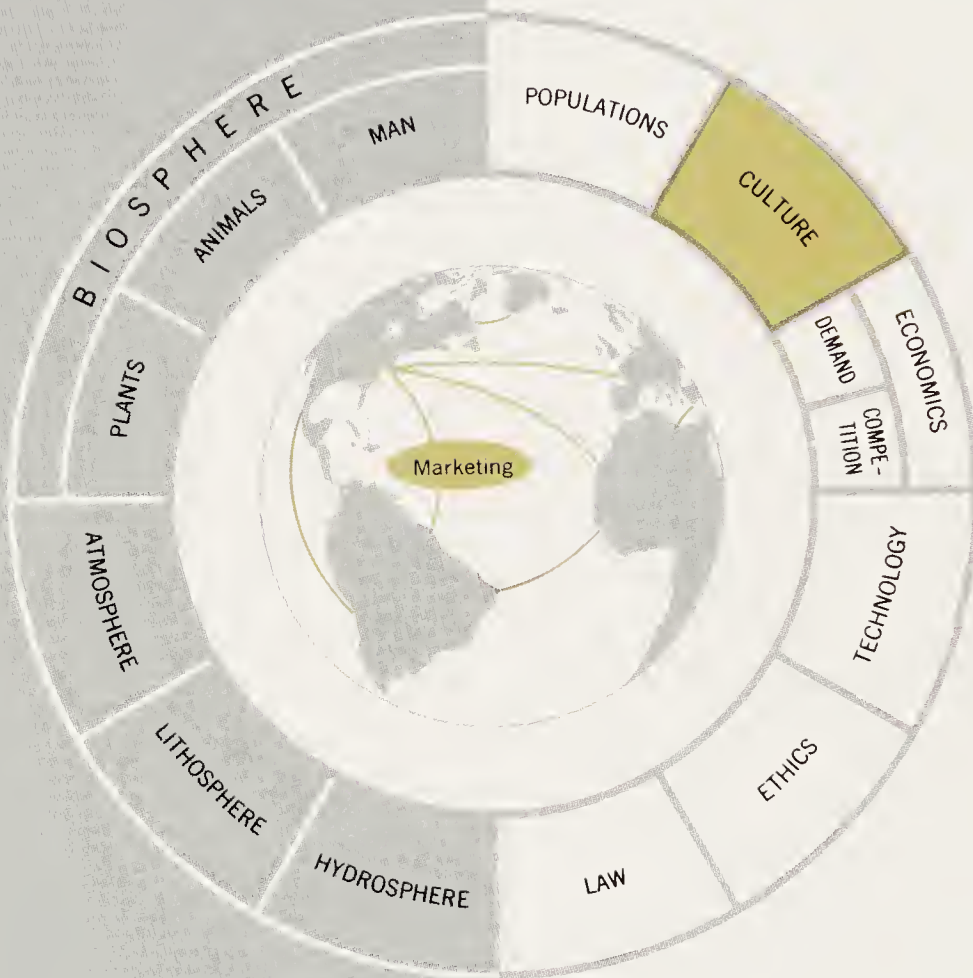 BIOSPHERE
MAN
ANIMALS
PLANTS
ATMOSPHERE
LITHOSPHERE
HYDROSPHERE
POPULATIONS
CULTURE
ECONOMICS
DEMAND
COMPE-
TITION
TECHNOLOGY
ETHICS
LAW
Marketing